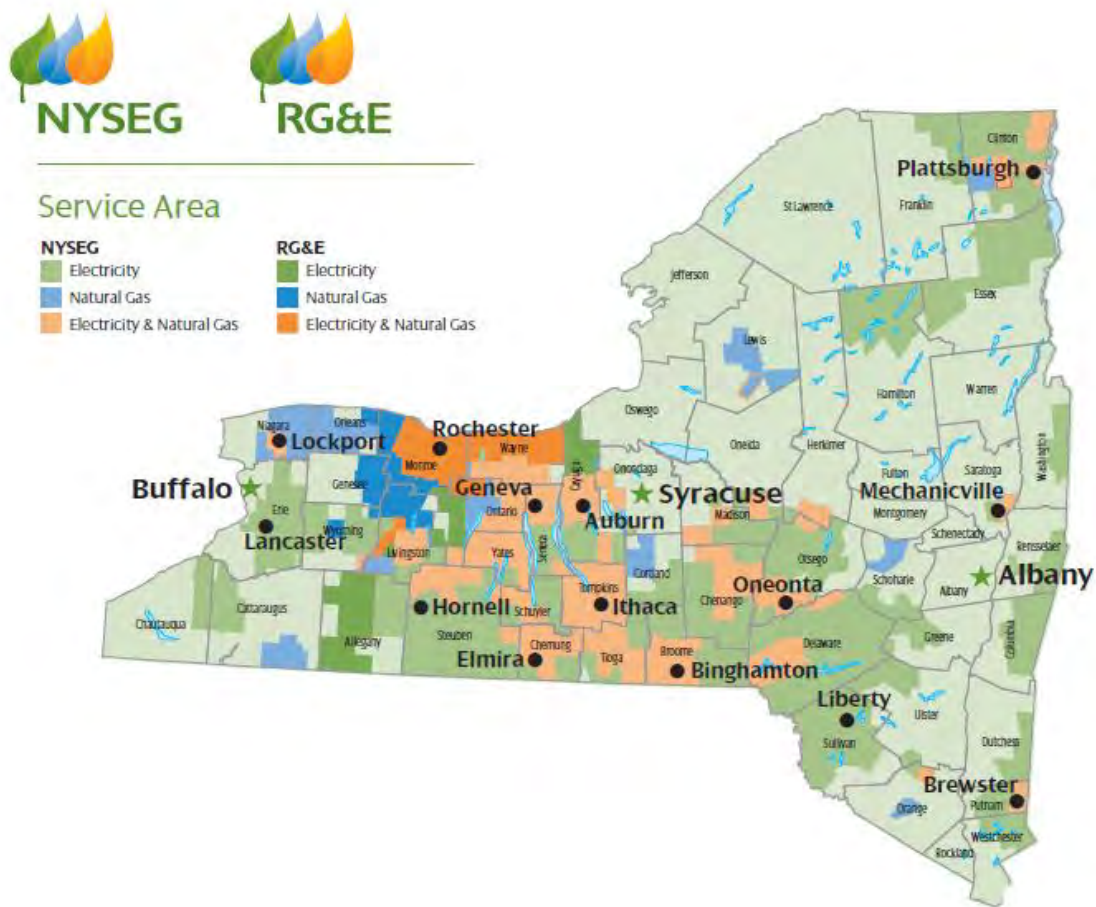 NYSEG RG&E
Service Area
NYSEG RG&E
Electricity Electricity
Natural Gas Natural Gas
Electricity & Natural Gas Electricity & Natural Gas
Clinton
Plattsburgh
St Lawrence
Franklin
Jefferson
Essex
Lewis
Hamilton
Warren
Oswego
Oneida
Herkimer
Washington
Niagara
Orleans
Lockport
Rochester
Wayne
Monroe
Onondaga
Fulton
Saratoga
Buffalo
Genesee
Geneva
Cayuga
Syracuse
Mechanicville
Ontario
Auburn
Madison
Montgomery
Erie
Lancaster
Wyoming
Schenectady
Livingston
Yates
Seneca
Cortland
Otsego
Rensselaer
Schoharie
Albany
Albany
Tompkins
Oneonta
Chenango
Hornell
Schuyler
Ithaca
Chautauqua
Cattaraugus
Allegany
Steuben
Delaware
Greene
Columbia
Elmira
Chemung
Tioga
Broome
Binghamton
Liberty
Ulster
Sullivan
Dutchess
Brewster
Orange
Putnam
Westchester
Rockland